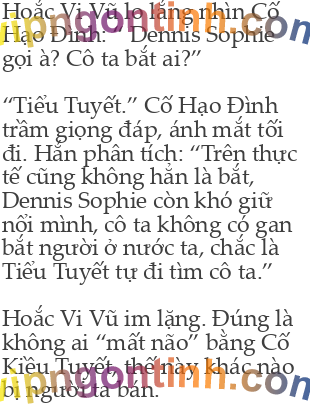 Hoắc Vi Vũ lo lắng nhìn Cố
Hạo Đình: “Dennis Sophie
gọi à? Cô ta bắt ai?”
“Tiểu Tuyết.” Cố Hạo Đình
trầm giọng đáp, ánh mắt tối
đi. Hắn phân tích: “Trên thực
tế cũng không hẳn là bắt,
Dennis Sophie còn khó giữ
nổi mình, cô ta không có gan
bắt người ở nước ta, chắc là
Tiểu Tuyết tự đi tìm cô ta.”
Hoắc Vi Vũ im lặng. Đúng là
không ai “mất não” bằng Cố
Kiều Tuyết, thế này khác nào
bị người ta bán.
vipngontinh.com
vipngontinh.com